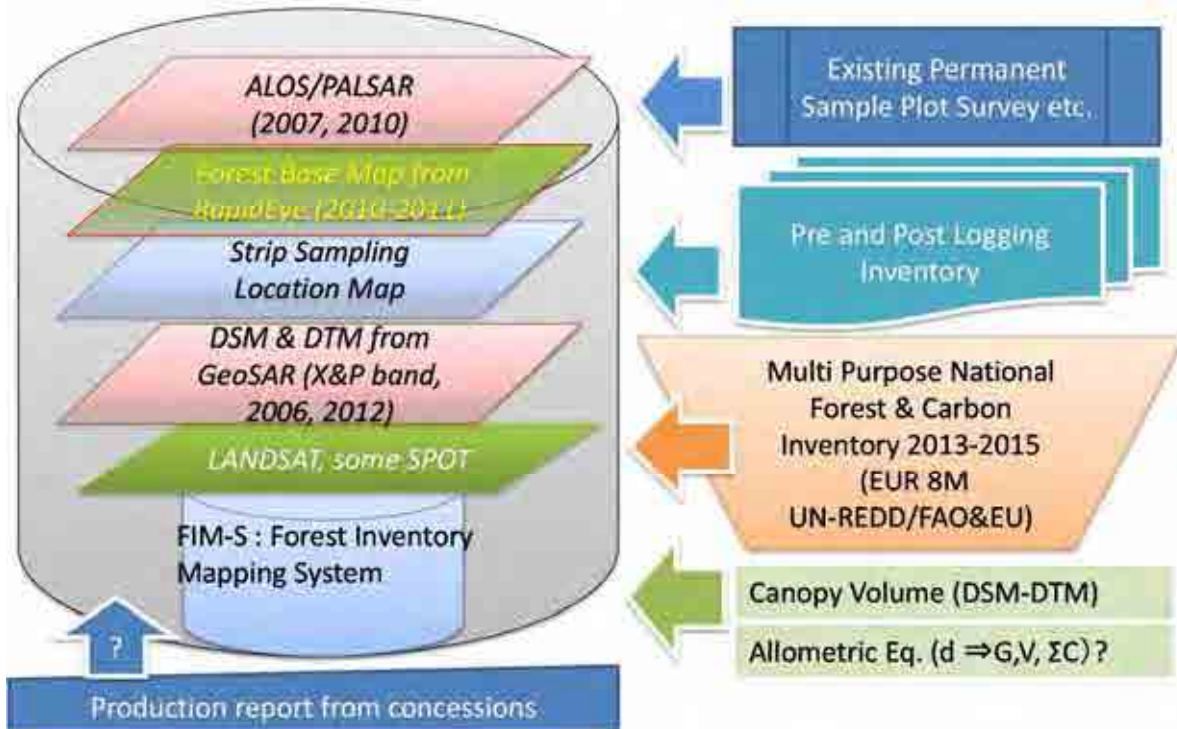 ALOS/PALSAR
(2007, 2010)
Forest Base Map from
RapidEye (2010-2011)
Strip Sampling
Location Map
DSM & DTM from
GeoSAR (X&P band,
2006, 2012)
LANDSAT, some SPOT
FIM-S : Forest Inventory
Mapping System
?
Production report from concessions
Existing Permanent
Sample Plot Survey etc.
Pre and Post Logging
Inventory
Multi Purpose National
Forest & Carbon
Inventory 2013-2015
(EUR 8M
UN-REDD/FAO&EU)
Canopy Volume (DSM-DTM)
Allometric Eq. (d ⇒G,V, ΣC)?